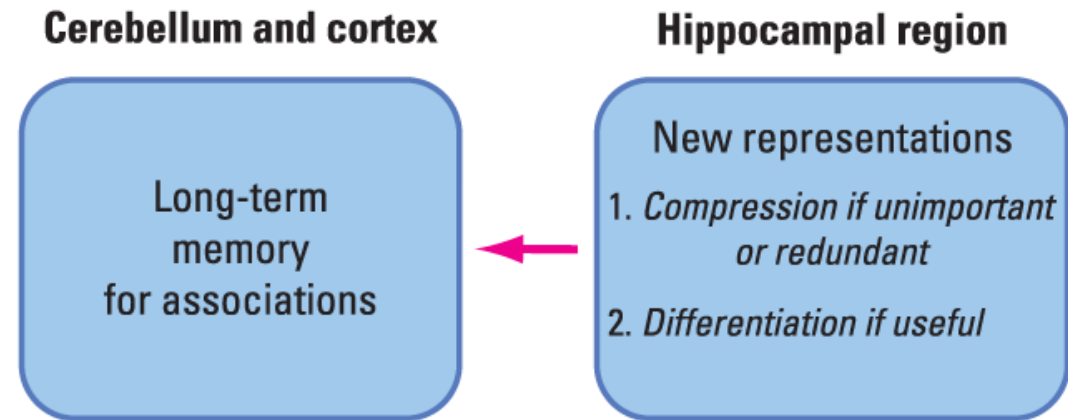 Cerebellum and cortex
Long-term
memory
for associations
Hippocampal region
New representations
1. Compression if unimportant
or redundant
2. Differentiation if useful